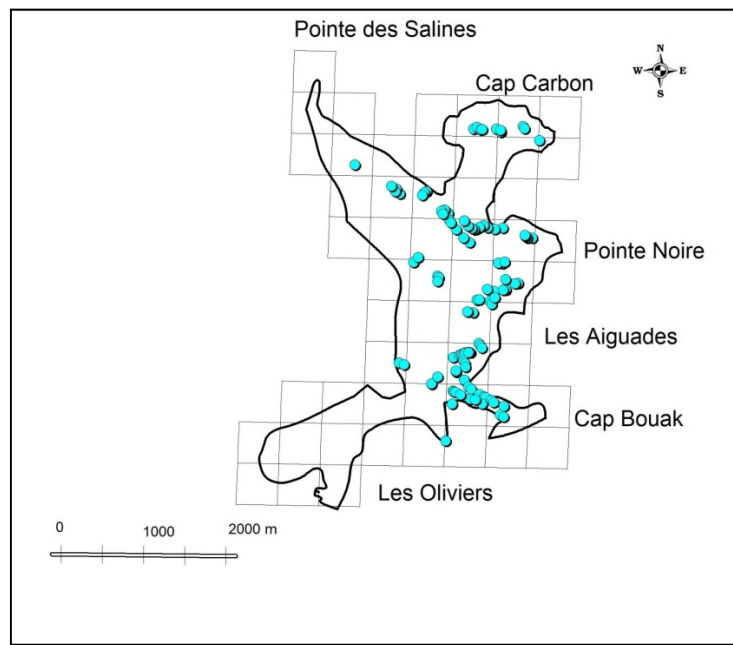 Pointe des Salines
Cap Carbon
N
W E
S
Pointe Noire
Les Aiguades
Cap Bouak
Les Oliviers
0 1000 2000 m